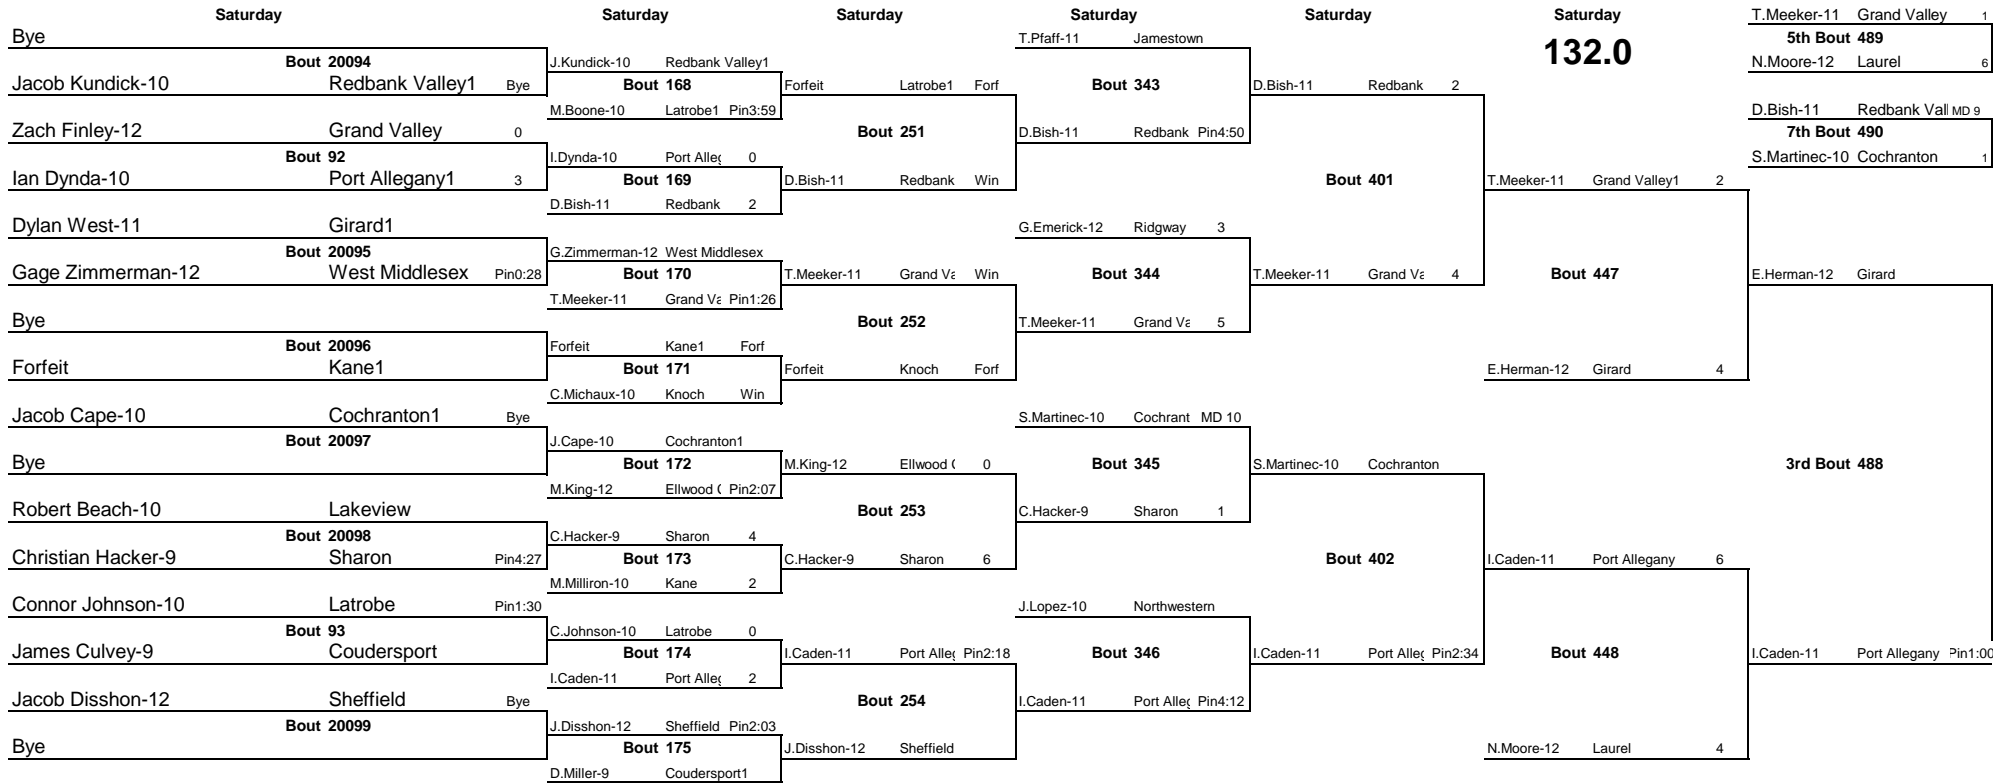 Saturday Saturday Saturday Saturday Saturday Saturday
132.0
Bye
Bout 20094
Jacob Kundick-10 Redbank Valley1 Bye
Zach Finley-12 Grand Valley 0
Bout 92
Ian Dynda-10 Port Allegany1 3
Dylan West-11 Girard1
Bout 20095
Gage Zimmerman-12 West Middlesex Pin0:28
Bye
Bout 20096
Forfeit Kane1
Jacob Cape-10 Cochranton1 Bye
Bout 20097
Bye
Robert Beach-10 Lakeview
Bout 20098
Christian Hacker-9 Sharon Pin4:27
Connor Johnson-10 Latrobe Pin1:30
Bout 93
James Culvey-9 Coudersport
Jacob Disshon-12 Sheffield Bye
Bout 20099
Bye
J.Kundick-10 Redbank Valley1
Bout 168
M.Boone-10 Latrobe1 Pin3:59
I.Dynda-10 Port Alleg 0
Bout 169
D.Bish-11 Redbank 2
G.Zimmerman-12 West Middlesex
Bout 170
T.Meeker-11 Grand Va Pin1:26
Forfeit Kane1 Forf
Bout 171
C.Michaux-10 Knoch Win
J.Cape-10 Cochranton1
Bout 172
M.King-12 Ellwood ( Pin2:07
C.Hacker-9 Sharon 4
Bout 173
M.Milliron-10 Kane 2
C.Johnson-10 Latrobe 0
Bout 174
I.Caden-11 Port Alleg 2
J.Disshon-12 Sheffield Pin2:03
Bout 175
D.Miller-9 Coudersport1
Forfeit Latrobe1 Forf
Bout 251
D.Bish-11 Redbank Win
T.Meeker-11 Grand Va Win
Bout 252
Forfeit Knoch Forf
M.King-12 Ellwood ( 0
Bout 253
C.Hacker-9 Sharon 6
I.Caden-11 Port Alleg Pin2:18
Bout 254
J.Disshon-12 Sheffield
T.Pfaff-11 Jamestown
Bout 343
D.Bish-11 Redbank Pin4:50
G.Emerick-12 Ridgway 3
Bout 344
T.Meeker-11 Grand Va 5
S.Martinec-10 Cochrant MD 10
Bout 345
C.Hacker-9 Sharon 1
J.Lopez-10 Northwestern
Bout 346
I.Caden-11 Port Alleg Pin4:12
D.Bish-11 Redbank 2
Bout 401
T.Meeker-11 Grand Va 4
S.Martinec-10 Cochranton
Bout 402
I.Caden-11 Port Alleg Pin2:34
T.Meeker-11 Grand Valley1 2
Bout 447
E.Herman-12 Girard 4
I.Caden-11 Port Allegany 6
Bout 448
N.Moore-12 Laurel 4
E.Herman-12 Girard
3rd Bout 488
I.Caden-11 Port Allegany Pin1:00
T.Meeker-11 Grand Valley 1
5th Bout 489
N.Moore-12 Laurel 6
D.Bish-11 Redbank Vall MD 9
7th Bout 490
S.Martinec-10 Cochranton 1